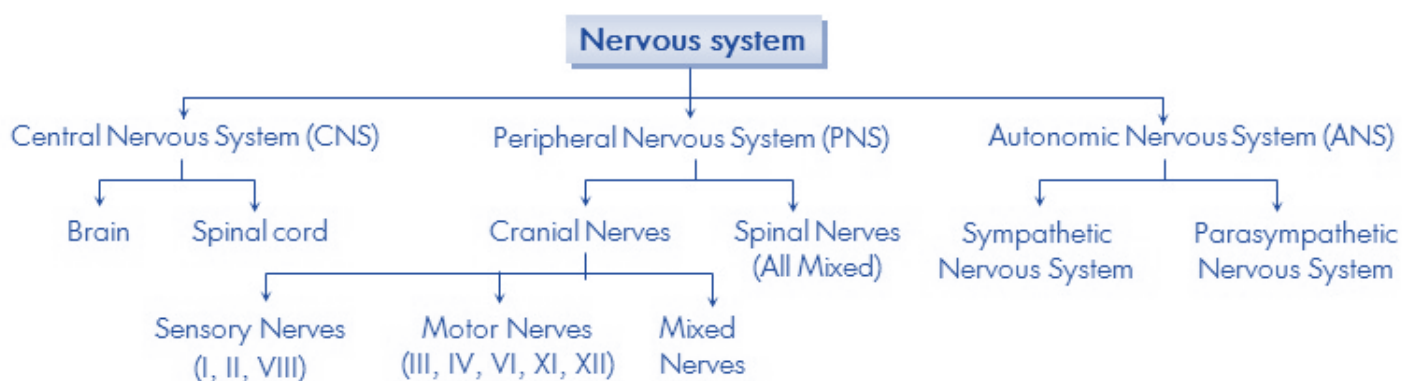 Nervous system
Central Nervous System (CNS)
Peripheral Nervous System (PNS)
Autonomic Nervous System (ANS)
Brain
Spinal cord
Cranial Nerves
Spinal Nerves
(All Mixed)
Sympathetic
Nervous System
Parasympathetic
Nervous System
Sensory Nerves
(I, II, VIII)
Motor Nerves
(III, IV, VI, XI, XII)
Mixed
Nerves